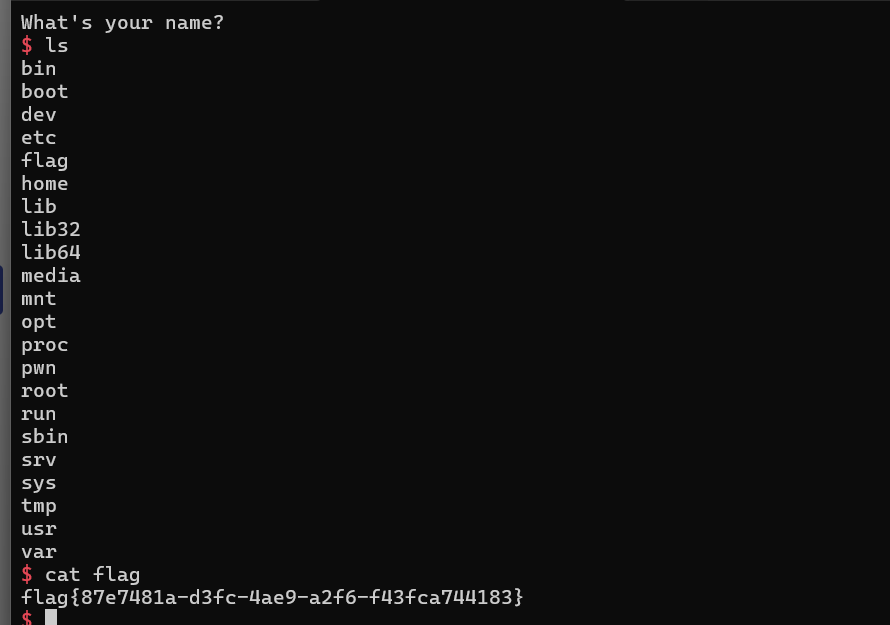 What's your name?
$ ls
bin
boot
dev
etc
flag
home
lib
lib32
lib64
media
mnt
opt
proc
pwn
root
run
sbin
srv
sys
tmp
usr
var
$ cat flag
flag{87e7481a-d3fc-4ae9-a2f6-f43fca744183}
$